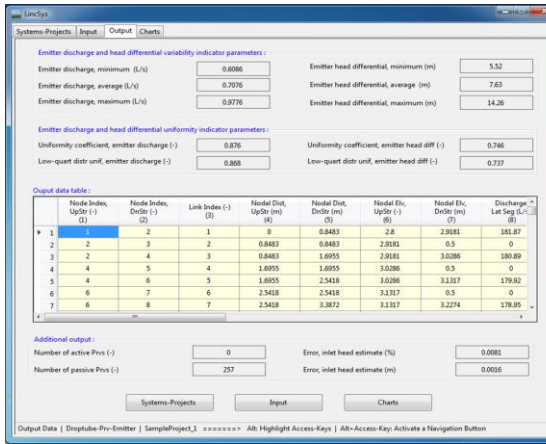 LincSys
Systems-Projects Input Output Charts
Emitter discharge and head differential variability indicator parameters :
Emitter discharge, minimum (L/s) 0.6086 Emitter head differential, minimum (m) 5.52
Emitter discharge, average (L/s) 0.7076 Emitter head differential, average (m) 7.63
Emitter discharge, maximum (L/s) 0.9776 Emitter head differential, maximum (m) 14.26
Emitter discharge and head differential uniformity indicator parameters :
Uniformity coefficient, emitter discharge (-) 0.876 Uniformity coefficient, emitter head diff (-) 0.746
Low-quart distr unif, emitter discharge (-) 0.868 Low-quart distr unif, emitter head diff (-) 0.737
Ouput data table :
Node Index, Node Index, Link Index (-) Nodal Dist, Nodal Dist, Nodal Elv, Nodal Elv, Discharge
UpStr (-) DnStr (-) (3) UpStr (m) DnStr (m) UpStr (-) DnStr (m) Lat Seg (L/s
(1) (2) (4) (5) (6) (7) (8)
1 1 2 1 0 0.8483 2.8 2.9181 181.87
2 2 3 2 0.8483 0.8483 2.9181 0.5 0
3 2 4 3 0.8483 1.6955 2.9181 3.0286 180.89
4 4 5 4 1.6955 1.6955 3.0286 0.5 0
5 4 6 5 1.6955 2.5418 3.0286 3.1317 179.92
6 6 7 6 2.5418 2.5418 3.1317 0.5 0
7 6 8 7 2.5418 3.3872 3.1317 3.2274 178.95
Additional output :
Number of active Prvs (-) 0 Error, inlet head estimate (%) 0.0081
Number of passive Prvs (-) 257 Error, inlet head estimate (m) 0.0016
Systems-Projects Input Charts
Output Data | Droptube-Prv-Emitter | SampleProject_1 =======> Alt: Highlight Access-Keys | Alt+Access-Key: Activate a Navigation Button